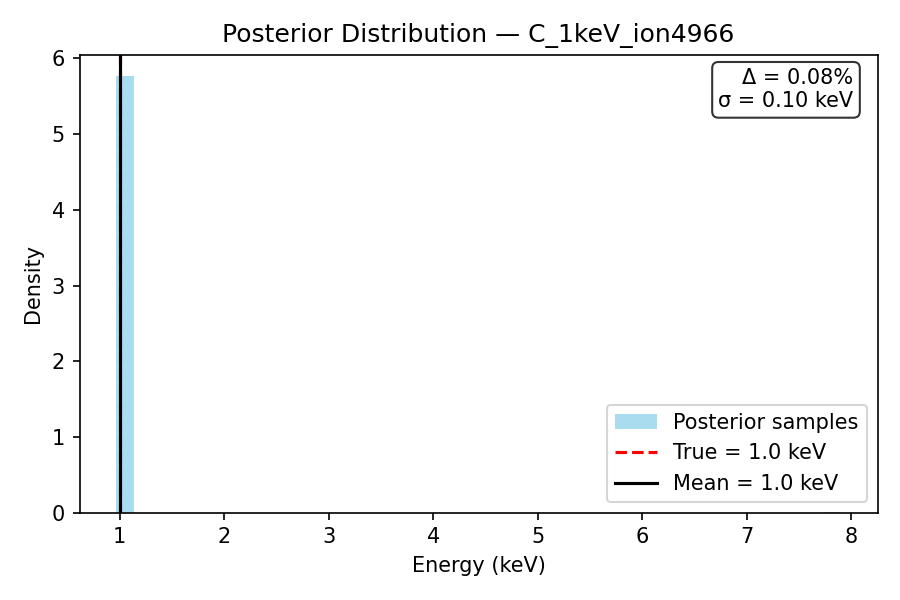 Posterior Distribution — C_1keV_ion4966
Δ = 0.08%
σ = 0.10 keV
6
5
4
3
2
1
0
Density
Posterior samples
True = 1.0 keV
Mean = 1.0 keV
1 2 3 4 5 6 7 8
Energy (keV)